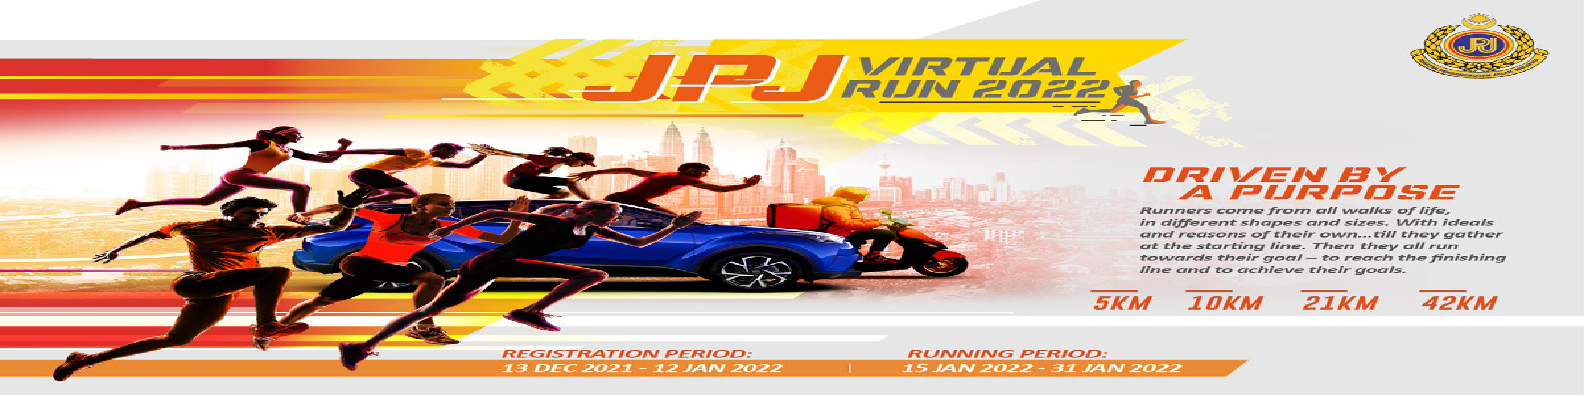 JPJ VIRTUAL
RUN 2022
JPJ
DRIVEN BY
A PURPOSE
Runners come from all walks of life,
in different shapes and sizes. With ideals
and reasons of their own...till they gather
at the starting line. Then they all run
towards their goal – to reach the finishing
line and to achieve their goals.
5KM 10KM 21KM 42KM
REGISTRATION PERIOD: RUNNING PERIOD:
13 DEC 2021 - 12 JAN 2022 | 15 JAN 2022 - 31 JAN 2022